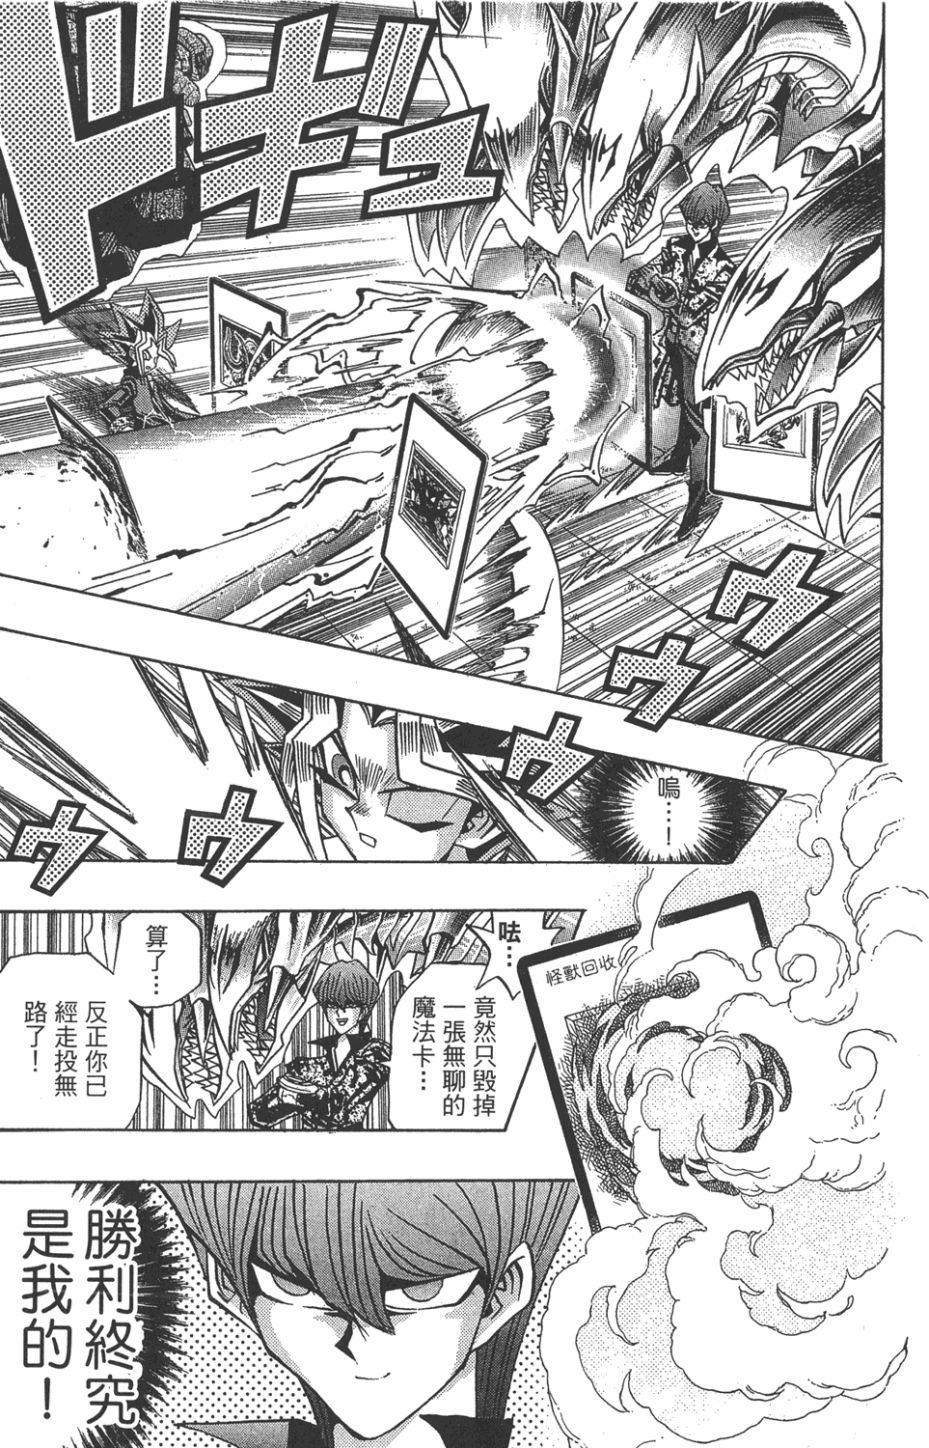 ドギュ
ウウウウウ
嗚…！
怪獸回收
呿…
竟然只毀掉
一張無聊的
魔法卡…
算了…
反正你已
經走投無
路了！
勝利終究
是我的！